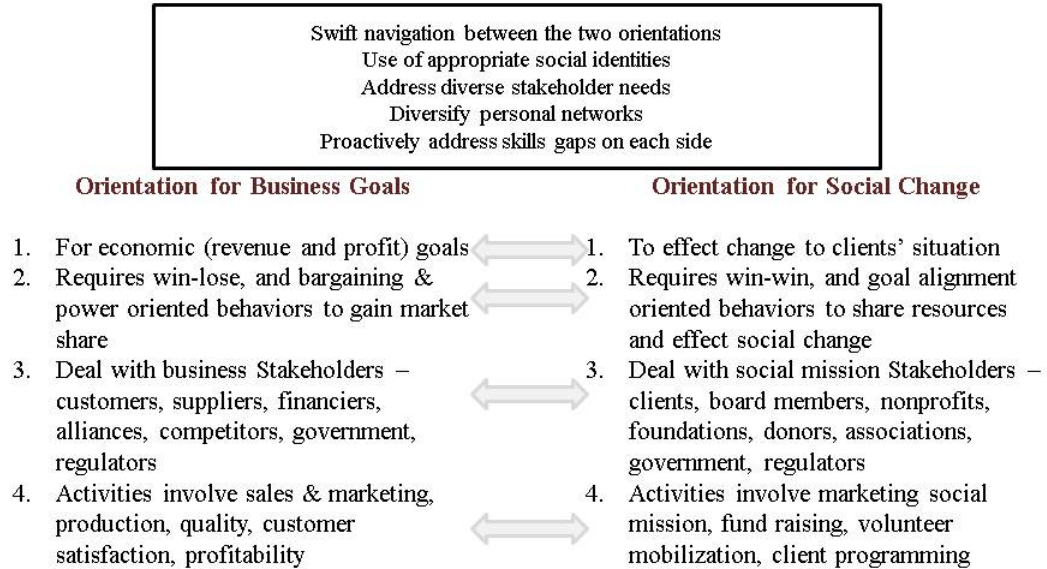 Swift navigation between the two orientations
Use of appropriate social identities
Address diverse stakeholder needs
Diversify personal networks
Proactively address skills gaps on each side
Orientation for Business Goals
1. For economic (revenue and profit) goals
2. Requires win-lose, and bargaining &
power oriented behaviors to gain market
share
3. Deal with business Stakeholders –
customers, suppliers, financiers,
alliances, competitors, government,
regulators
4. Activities involve sales & marketing,
production, quality, customer
satisfaction, profitability
Orientation for Social Change
1. To effect change to clients’ situation
2. Requires win-win, and goal alignment
oriented behaviors to share resources
and effect social change
3. Deal with social mission Stakeholders –
clients, board members, nonprofits,
foundations, donors, associations,
government, regulators
4. Activities involve marketing social
mission, fund raising, volunteer
mobilization, client programming